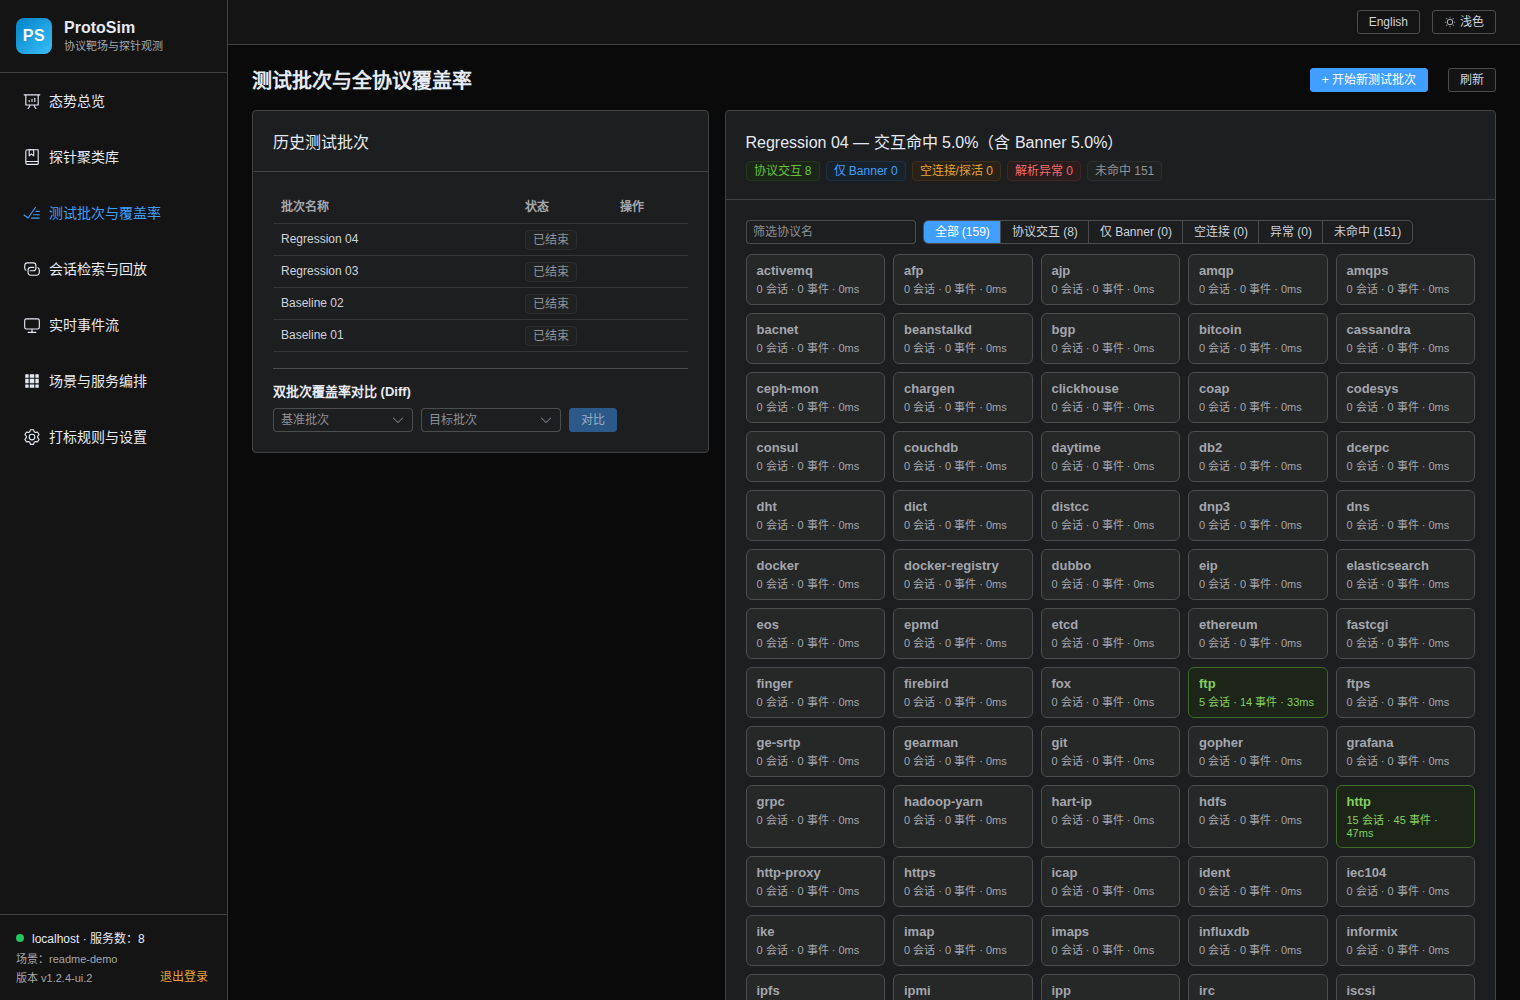 PS
ProtoSim
协议靶场与探针观测
态势总览
探针聚类库
测试批次与覆盖率
会话检索与回放
实时事件流
场景与服务编排
打标规则与设置
localhost · 服务数：8
场景：readme-demo
版本 v1.2.4-ui.2
退出登录
English
浅色
测试批次与全协议覆盖率
+ 开始新测试批次
刷新
历史测试批次
批次名称 状态 操作
Regression 04 已结束
Regression 03 已结束
Baseline 02 已结束
Baseline 01 已结束
双批次覆盖率对比 (Diff)
基准批次 目标批次 对比
Regression 04 — 交互命中 5.0%（含 Banner 5.0%）
协议交互 8 仅 Banner 0 空连接/探活 0 解析异常 0 未命中 151
筛选协议名 全部 (159) 协议交互 (8) 仅 Banner (0) 空连接 (0) 异常 (0) 未命中 (151)
activemq afp ajp amqp amqps
0 会话 · 0 事件 · 0ms 0 会话 · 0 事件 · 0ms 0 会话 · 0 事件 · 0ms 0 会话 · 0 事件 · 0ms 0 会话 · 0 事件 · 0ms
bacnet beanstalkd bgp bitcoin cassandra
0 会话 · 0 事件 · 0ms 0 会话 · 0 事件 · 0ms 0 会话 · 0 事件 · 0ms 0 会话 · 0 事件 · 0ms 0 会话 · 0 事件 · 0ms
ceph-mon chargen clickhouse coap codesys
0 会话 · 0 事件 · 0ms 0 会话 · 0 事件 · 0ms 0 会话 · 0 事件 · 0ms 0 会话 · 0 事件 · 0ms 0 会话 · 0 事件 · 0ms
consul couchdb daytime db2 dcerpc
0 会话 · 0 事件 · 0ms 0 会话 · 0 事件 · 0ms 0 会话 · 0 事件 · 0ms 0 会话 · 0 事件 · 0ms 0 会话 · 0 事件 · 0ms
dht dict distcc dnp3 dns
0 会话 · 0 事件 · 0ms 0 会话 · 0 事件 · 0ms 0 会话 · 0 事件 · 0ms 0 会话 · 0 事件 · 0ms 0 会话 · 0 事件 · 0ms
docker docker-registry dubbo eip elasticsearch
0 会话 · 0 事件 · 0ms 0 会话 · 0 事件 · 0ms 0 会话 · 0 事件 · 0ms 0 会话 · 0 事件 · 0ms 0 会话 · 0 事件 · 0ms
eos epmd etcd ethereum fastcgi
0 会话 · 0 事件 · 0ms 0 会话 · 0 事件 · 0ms 0 会话 · 0 事件 · 0ms 0 会话 · 0 事件 · 0ms 0 会话 · 0 事件 · 0ms
finger firebird fox ftp ftps
0 会话 · 0 事件 · 0ms 0 会话 · 0 事件 · 0ms 0 会话 · 0 事件 · 0ms 5 会话 · 14 事件 · 33ms 0 会话 · 0 事件 · 0ms
ge-srtp gearman git gopher grafana
0 会话 · 0 事件 · 0ms 0 会话 · 0 事件 · 0ms 0 会话 · 0 事件 · 0ms 0 会话 · 0 事件 · 0ms 0 会话 · 0 事件 · 0ms
grpc hadoop-yarn hart-ip hdfs http
0 会话 · 0 事件 · 0ms 0 会话 · 0 事件 · 0ms 0 会话 · 0 事件 · 0ms 0 会话 · 0 事件 · 0ms 15 会话 · 45 事件 ·
47ms
http-proxy https icap ident iec104
0 会话 · 0 事件 · 0ms 0 会话 · 0 事件 · 0ms 0 会话 · 0 事件 · 0ms 0 会话 · 0 事件 · 0ms 0 会话 · 0 事件 · 0ms
ike imap imaps influxdb informix
0 会话 · 0 事件 · 0ms 0 会话 · 0 事件 · 0ms 0 会话 · 0 事件 · 0ms 0 会话 · 0 事件 · 0ms 0 会话 · 0 事件 · 0ms
ipfs ipmi ipp irc iscsi